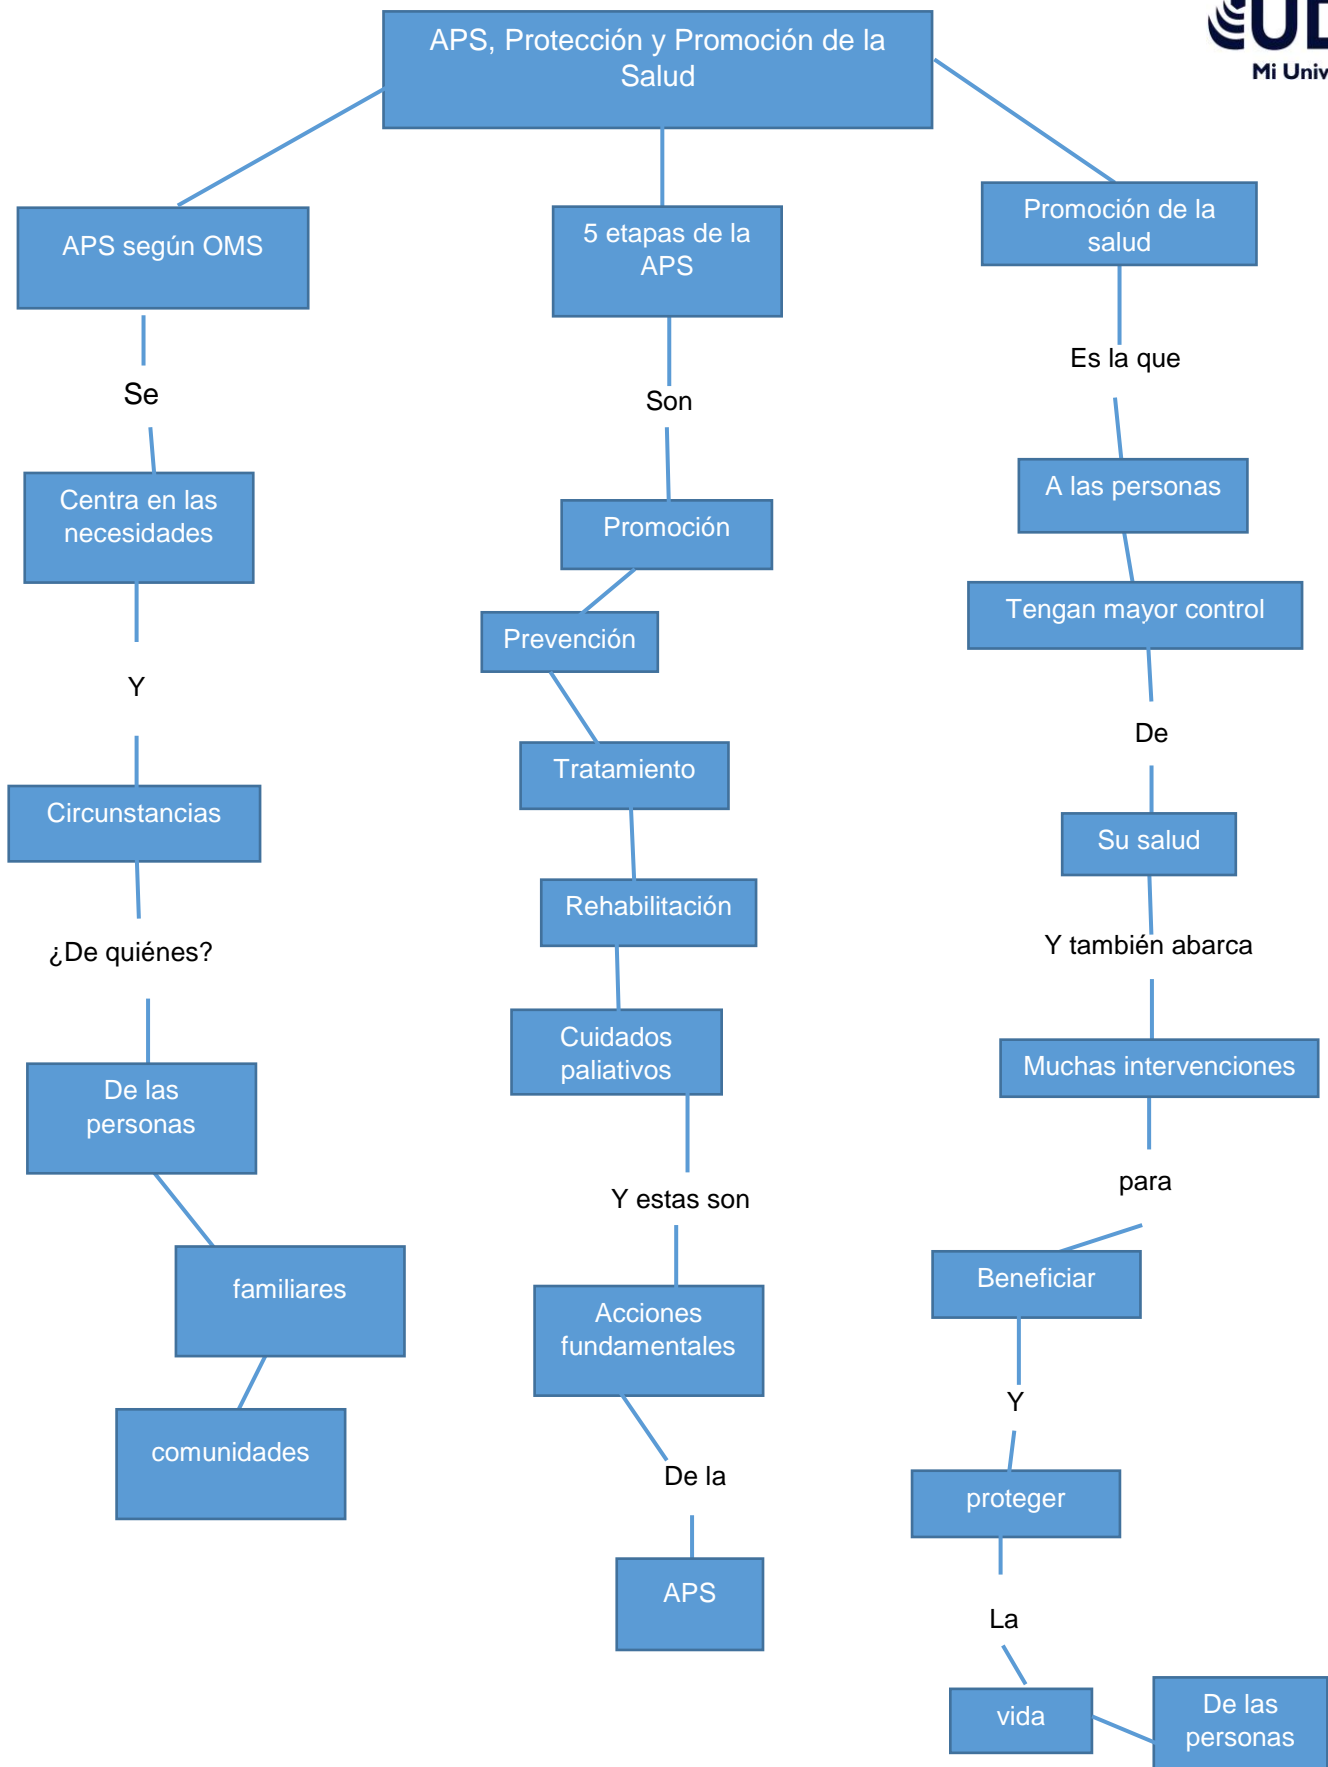 APS, Protección y Promoción de la
Salud
Mi Univ
APS según OMS
Se
Centra en las
necesidades
Y
Circunstancias
¿De quiénes?
De las
personas
familiares
comunidades
5 etapas de la
APS
Son
Promoción
Prevención
Tratamiento
Rehabilitación
Cuidados
paliativos
Y estas son
Acciones
fundamentales
De la
APS
Promoción de la
salud
Es la que
A las personas
Tengan mayor control
De
Su salud
Y también abarca
Muchas intervenciones
para
Beneficiar
Y
proteger
La
vida
De las
personas